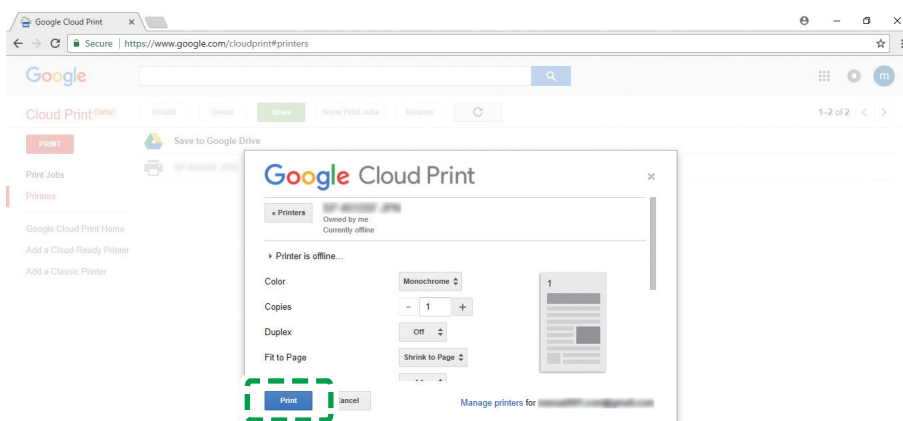 Google Cloud Print
Secure https://www.google.com/cloudprint#printers
Google
m
Cloud Print (beta) Details Delete Share Show Print Jobs Rename 1–2 of 2
PRINT Save to Google Drive
Print Jobs
Printers
Google Cloud Print Home
Add a Cloud-Ready Printer
Add a Classic Printer
Google Cloud Print ×
« Printers
Owned by me
Currently offline
Printer is offline...
Color Monochrome
1
Copies − 1 +
Duplex Off
Fit to Page Shrink to Page
Print ancel Manage printers for